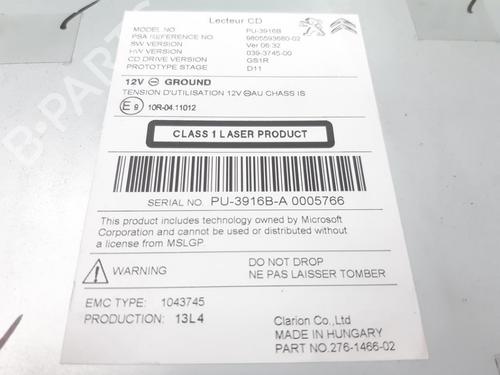 Lecteur CD
MODEL NO PU-3916B
PSA REFERENCE NO 9805593680-02
SW VERSION Ver 06:32
HW VERSION 039-3745-00
CD DRIVE VERSION GS1R
PROTOTYPE STAGE D11
12V ⊖ GROUND
TENSION D'UTILISATION 12V ⊖ AU CHASSIS
E9 10R-04.11012
CLASS 1 LASER PRODUCT
SERIAL NO. PU-3916B-A 0005766
This product includes technology owned by Microsoft
Corporation and cannot be used or distributed without
a license from MSLGP.
WARNING
DO NOT DROP
NE PAS LAISSER TOMBER
EMC TYPE: 1043745
PRODUCTION: 13L4
Clarion Co.,Ltd
MADE IN HUNGARY
PART NO.276-1466-02
B-PARTS